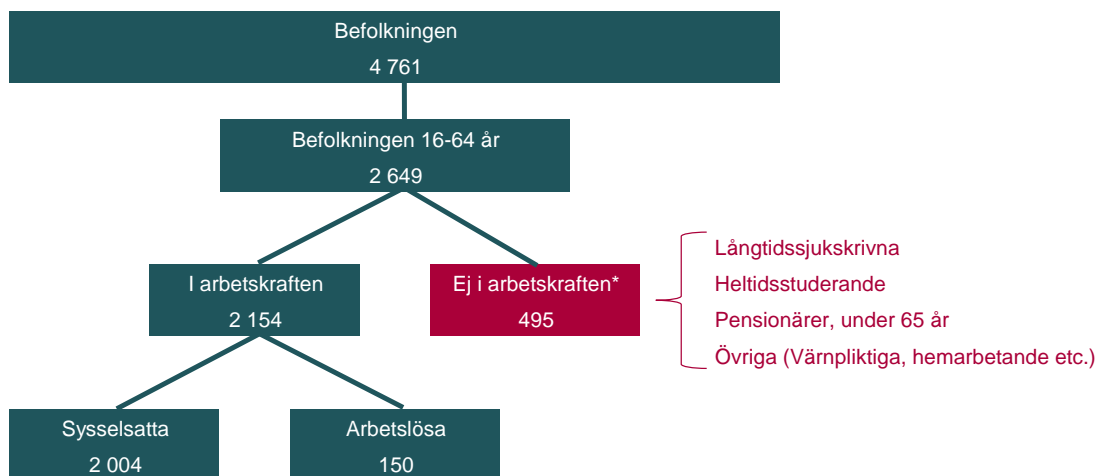 Befolkningen
4 761
Befolkningen 16-64 år
2 649
I arbetskraften
2 154
Ej i arbetskraften*
495
Långtidssjukskrivna
Heltidsstuderande
Pensionärer, under 65 år
Övriga (Värnpliktiga, hemarbetande etc.)
Sysselsatta
2 004
Arbetslösa
150